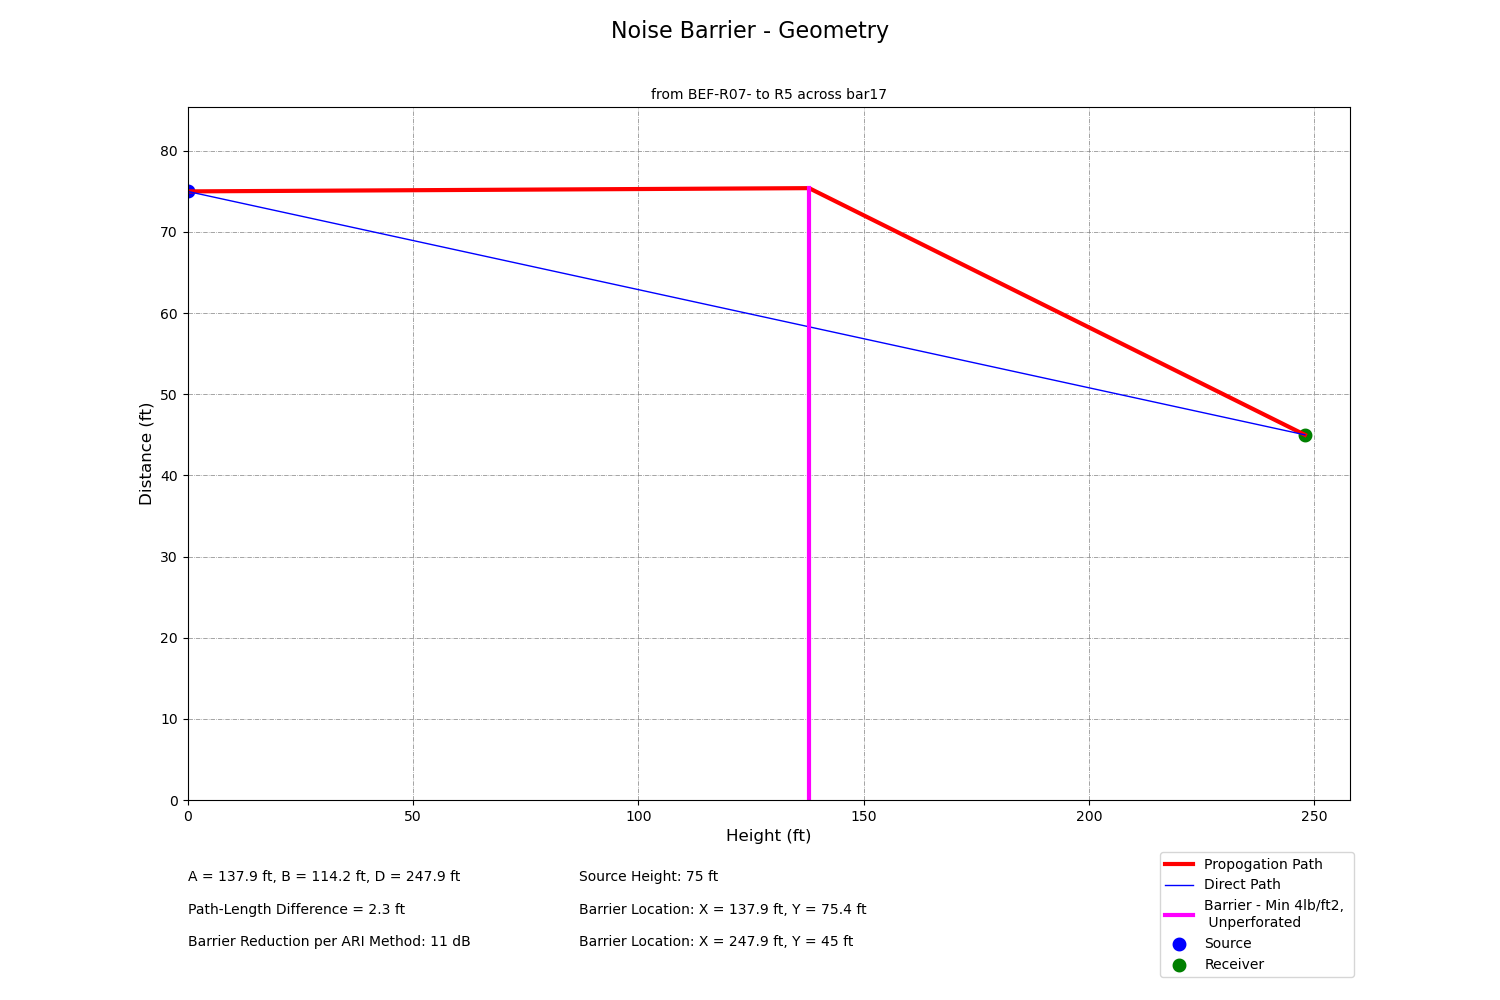 Noise Barrier - Geometry
from BEF-R07- to R5 across bar17
80
70
60
50
40
30
20
10
0
Distance (ft)
0 50 100 150 200 250
Height (ft)
A = 137.9 ft, B = 114.2 ft, D = 247.9 ft
Path-Length Difference = 2.3 ft
Barrier Reduction per ARI Method: 11 dB
Source Height: 75 ft
Barrier Location: X = 137.9 ft, Y = 75.4 ft
Barrier Location: X = 247.9 ft, Y = 45 ft
Propogation Path
Direct Path
Barrier - Min 4lb/ft2,
Unperforated
Source
Receiver